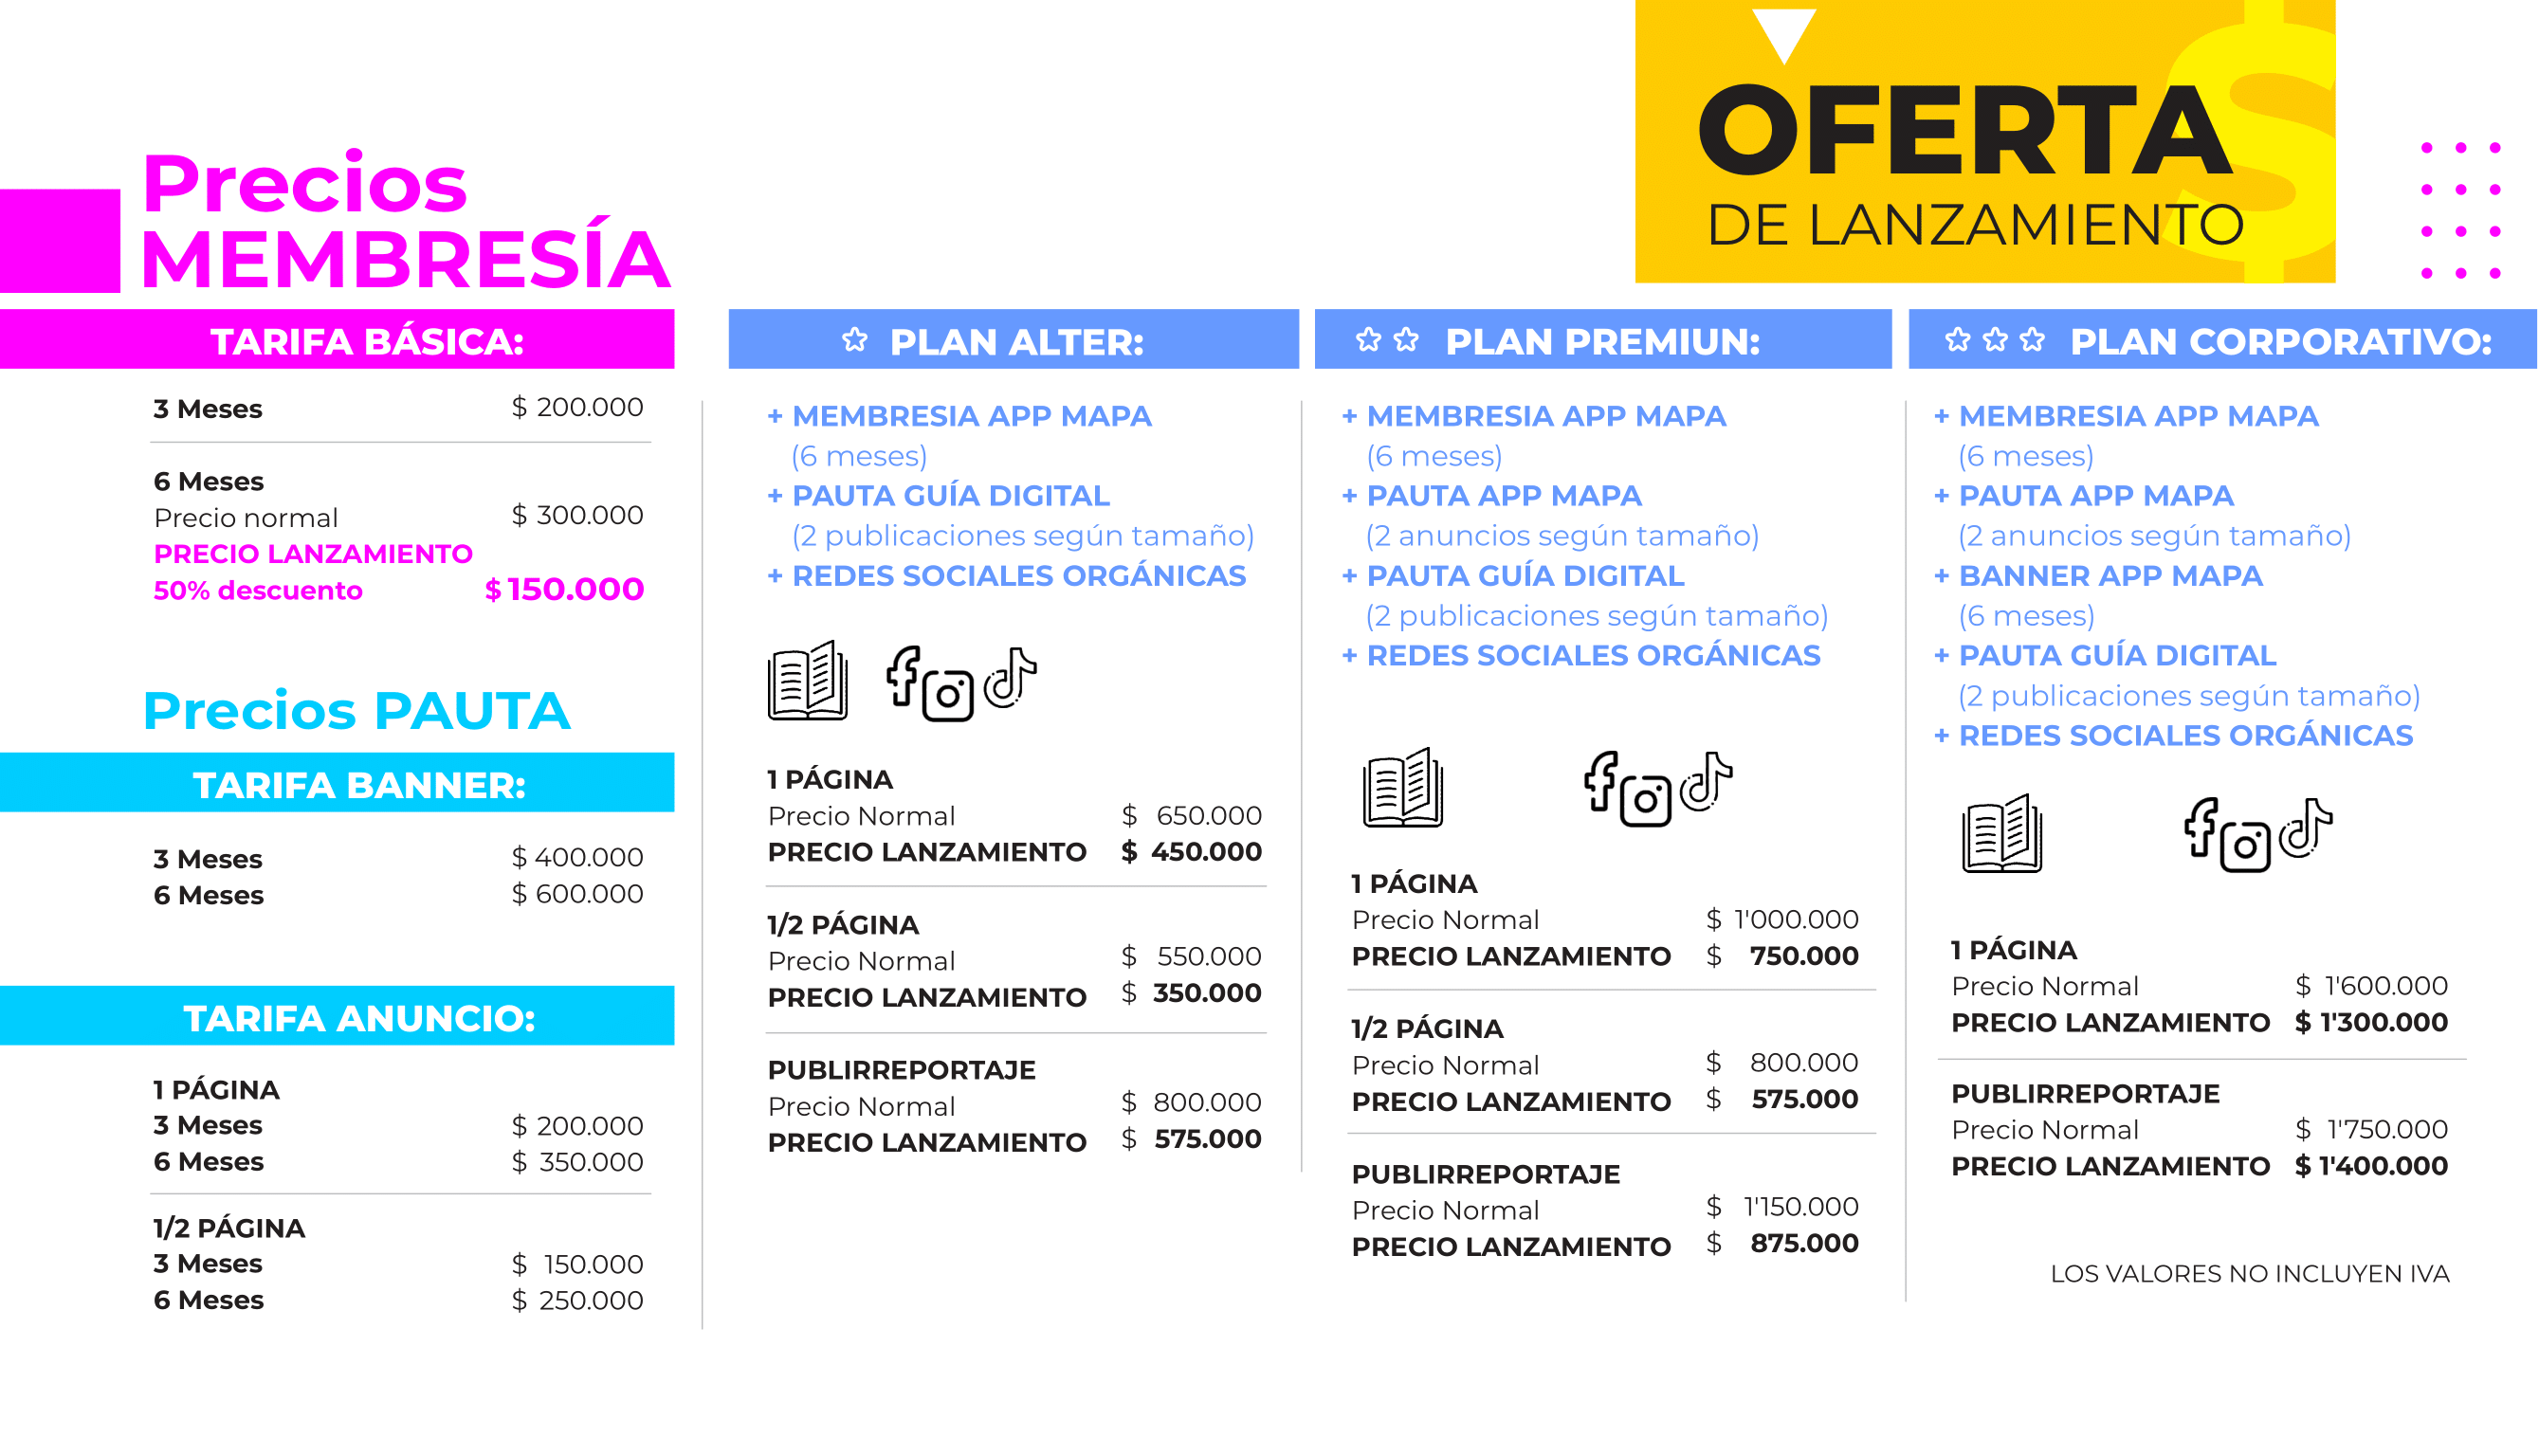 Precios
MEMBRESÍA
OFERTA
DE LANZAMIENTO
$
TARIFA BÁSICA:
3 Meses $ 200.000
6 Meses
Precio normal $ 300.000
PRECIO LANZAMIENTO
50% descuento $ 150.000
Precios PAUTA
TARIFA BANNER:
3 Meses $ 400.000
6 Meses $ 600.000
TARIFA ANUNCIO:
1 PÁGINA
3 Meses $ 200.000
6 Meses $ 350.000
1/2 PÁGINA
3 Meses $ 150.000
6 Meses $ 250.000
PLAN ALTER:
+ MEMBRESIA APP MAPA
(6 meses)
+ PAUTA GUÍA DIGITAL
(2 publicaciones según tamaño)
+ REDES SOCIALES ORGÁNICAS
1 PÁGINA
Precio Normal $ 650.000
PRECIO LANZAMIENTO $ 450.000
1/2 PÁGINA
Precio Normal $ 550.000
PRECIO LANZAMIENTO $ 350.000
PUBLIRREPORTAJE
Precio Normal $ 800.000
PRECIO LANZAMIENTO $ 575.000
PLAN PREMIUN:
+ MEMBRESIA APP MAPA
(6 meses)
+ PAUTA APP MAPA
(2 anuncios según tamaño)
+ PAUTA GUÍA DIGITAL
(2 publicaciones según tamaño)
+ REDES SOCIALES ORGÁNICAS
1 PÁGINA
Precio Normal $ 1'000.000
PRECIO LANZAMIENTO $ 750.000
1/2 PÁGINA
Precio Normal $ 800.000
PRECIO LANZAMIENTO $ 575.000
PUBLIRREPORTAJE
Precio Normal $ 1'150.000
PRECIO LANZAMIENTO $ 875.000
PLAN CORPORATIVO:
+ MEMBRESIA APP MAPA
(6 meses)
+ PAUTA APP MAPA
(2 anuncios según tamaño)
+ BANNER APP MAPA
(6 meses)
+ PAUTA GUÍA DIGITAL
(2 publicaciones según tamaño)
+ REDES SOCIALES ORGÁNICAS
1 PÁGINA
Precio Normal $ 1'600.000
PRECIO LANZAMIENTO $ 1'300.000
PUBLIRREPORTAJE
Precio Normal $ 1'750.000
PRECIO LANZAMIENTO $ 1'400.000
LOS VALORES NO INCLUYEN IVA